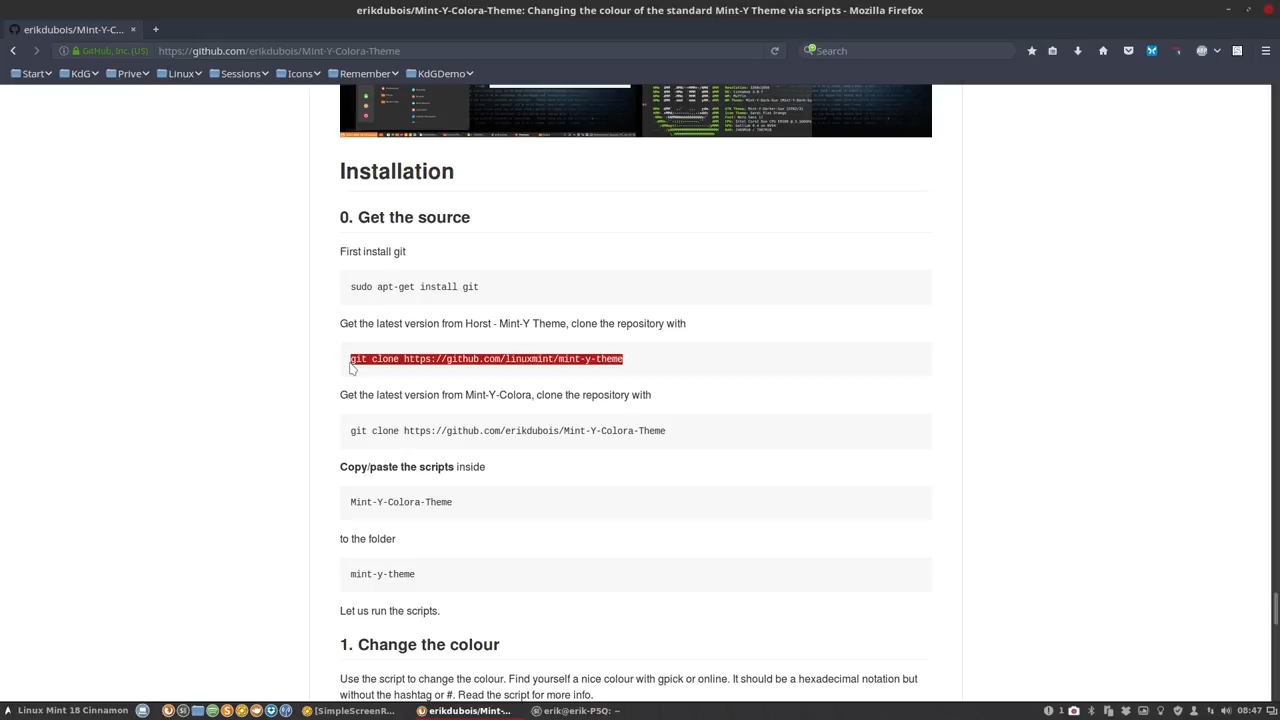 erikdubois/Mint-Y-Colora-Theme: Changing the colour of the standard Mint-Y Theme via scripts - Mozilla Firefox
erikdubois/Mint-Y-C...
GitHub, Inc. (US)
https://github.com/erikdubois/Mint-Y-Colora-Theme
Search
Start
KdG
Prive
Linux
Sessions
Icons
Remember
KdGDemo
Installation
0. Get the source
First install git
sudo apt-get install git
Get the latest version from Horst - Mint-Y Theme, clone the repository with
git clone https://github.com/linuxmint/mint-y-theme
Get the latest version from Mint-Y-Colora, clone the repository with
git clone https://github.com/erikdubois/Mint-Y-Colora-Theme
Copy/paste the scripts inside
Mint-Y-Colora-Theme
to the folder
mint-y-theme
Let us run the scripts.
1. Change the colour
Use the script to change the colour. Find yourself a nice colour with gpick or online. It should be a hexadecimal notation but
without the hashtag or #. Read the script for more info.
Linux Mint 18 Cinnamon
[SimpleScreenR...
erikdubois/Mint-...
erik@erik-P5Q: ~
1
08:47